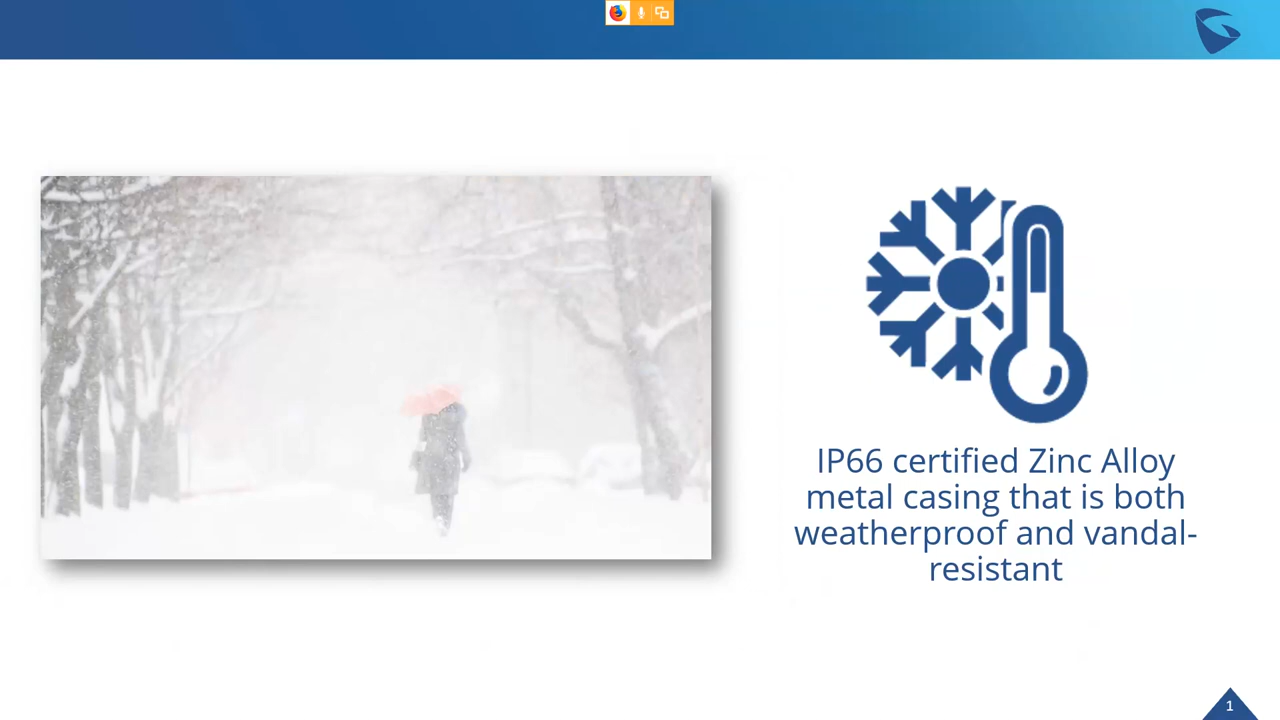 IP66 certified Zinc Alloy
metal casing that is both
weatherproof and vandal-
resistant
1